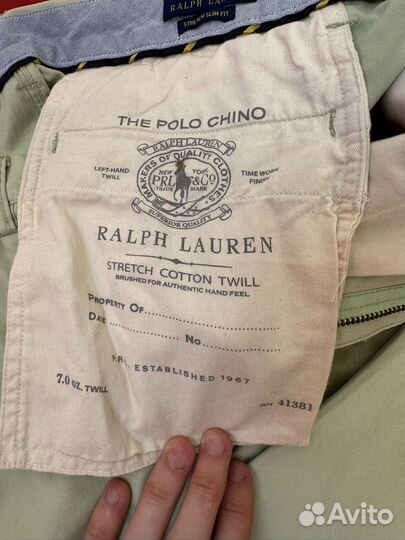 RALPH LAUREN
STRETCH SLIM FIT
THE POLO CHINO
RALPH LAUREN
MAKERS OF QUALITY CLOTHES
LEFT-HAND
TWILL
NEW YORK
PRL & Co
TRADE MARK
TIME WORN
FINISH
SUPERIOR QUALITY
RALPH LAUREN
STRETCH COTTON TWILL
BRUSHED FOR AUTHENTIC HAND FEEL
PROPERTY OF
DATE No
ESTABLISHED 1967
7.0 OZ. TWILL
41381
Avito